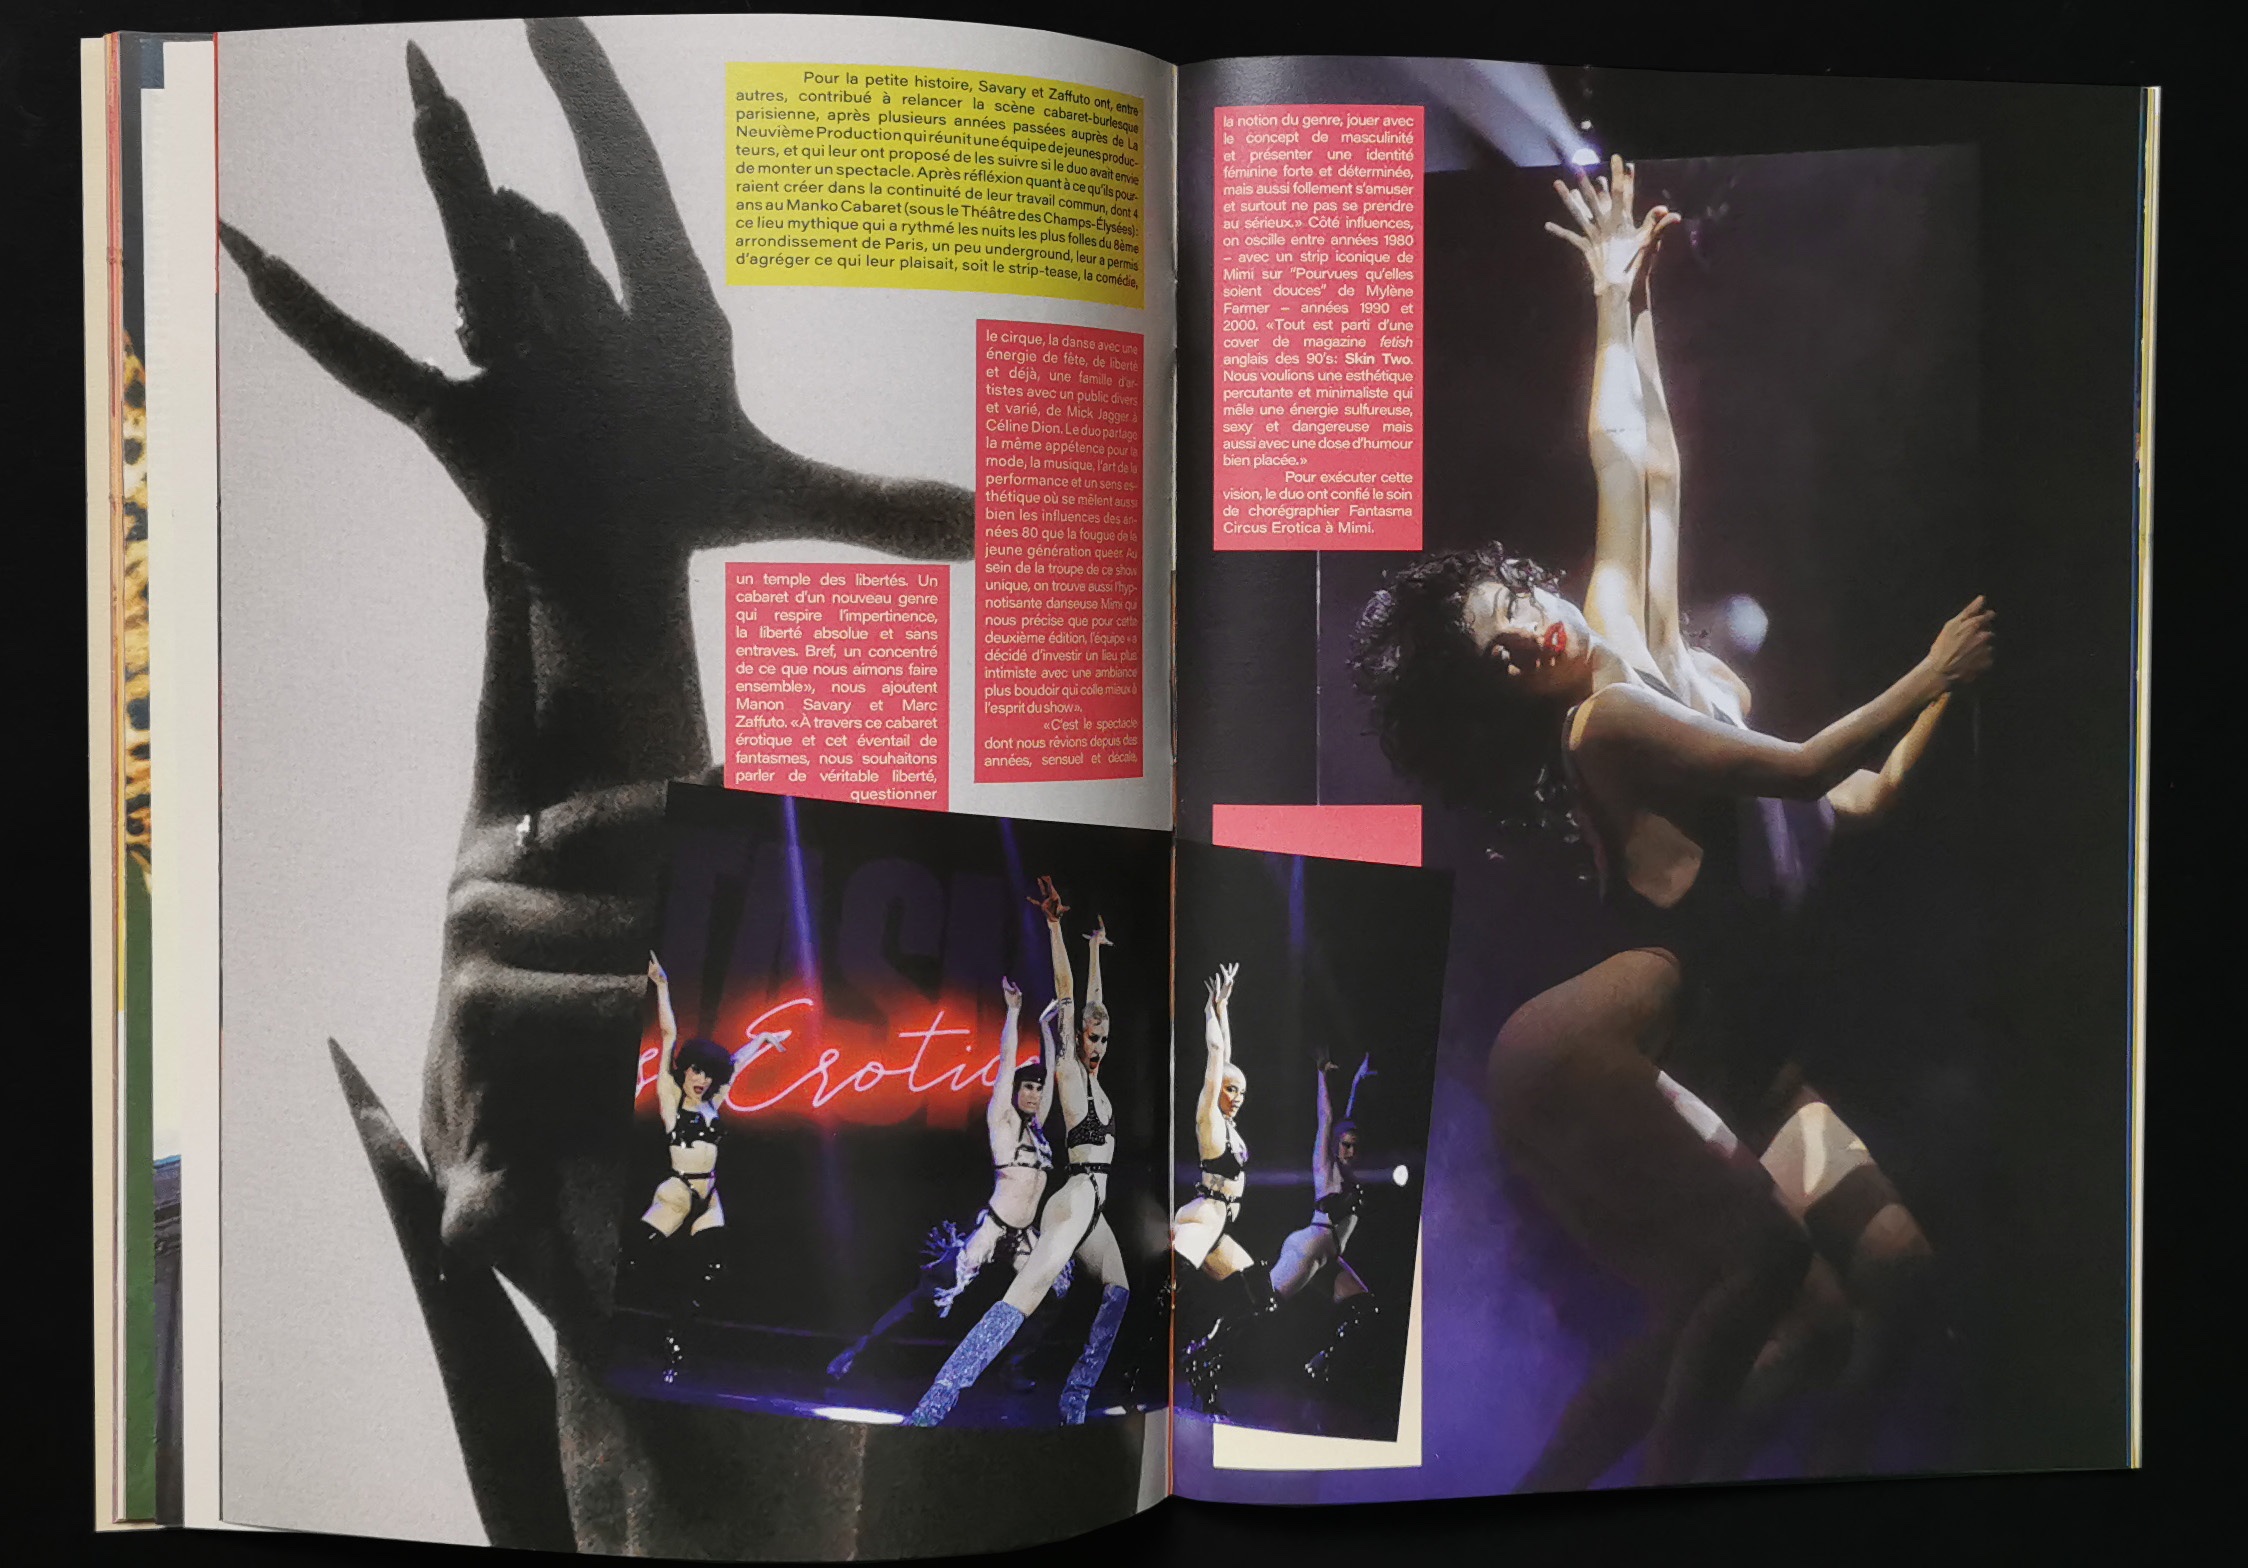 Pour la petite histoire, Savary et Zaffuto ont, entre
autres, contribué à relancer la scène cabaret-burlesque
parisienne, après plusieurs années passées auprès de La
Neuvième Production qui réunit une équipe de jeunes produc-
teurs, et qui leur ont proposé de les suivre si le duo avait envie
de monter un spectacle. Après réfléxion quant à ce qu'ils pour-
raient créer dans la continuité de leur travail commun, dont 4
ans au Manko Cabaret (sous le Théâtre des Champs-Élysées):
ce lieu mythique qui a rythmé les nuits les plus folles du 8ème
arrondissement de Paris, un peu underground, leur a permis
d'agréger ce qui leur plaisait, soit le strip-tease, la comédie,
le cirque, la danse avec une
énergie de fête, de liberté
et déjà, une famille d'ar-
tistes avec un public divers
et varié, de Mick Jagger à
Céline Dion. Le duo partage
la même appétence pour la
mode, la musique, l'art de la
performance et un sens es-
thétique où se mêlent aussi
bien les influences des an-
nées 80 que la fougue de la
jeune génération queer. Au
sein de la troupe de ce show
unique, on trouve aussi l'hyp-
notisante danseuse Mimi qui
nous précise que pour cette
deuxième édition, l'équipe «a
décidé d'investir un lieu plus
intimiste avec une ambiance
plus boudoir qui colle mieux à
l'esprit du show».
«C'est le spectacle
dont nous rêvions depuis des
années, sensuel et décalé,
un temple des libertés. Un
cabaret d'un nouveau genre
qui respire l'impertinence,
la liberté absolue et sans
entraves. Bref, un concentré
de ce que nous aimons faire
ensemble», nous ajoutent
Manon Savary et Marc
Zaffuto. «À travers ce cabaret
érotique et cet éventail de
fantasmes, nous souhaitons
parler de véritable liberté,
questionner
la notion du genre, jouer avec
le concept de masculinité
et présenter une identité
féminine forte et déterminée,
mais aussi follement s'amuser
et surtout ne pas se prendre
au sérieux.» Côté influences,
on oscille entre années 1980
– avec un strip iconique de
Mimi sur "Pourvues qu'elles
soient douces" de Mylène
Farmer – années 1990 et
2000. «Tout est parti d'une
cover de magazine fetish
anglais des 90's: Skin Two.
Nous voulions une esthétique
percutante et minimaliste qui
mêle une énergie sulfureuse,
sexy et dangereuse mais
aussi avec une dose d'humour
bien placée.»
Pour exécuter cette
vision, le duo ont confié le soin
de chorégraphier Fantasma
Circus Erotica à Mimi.
TASM
s Erotica